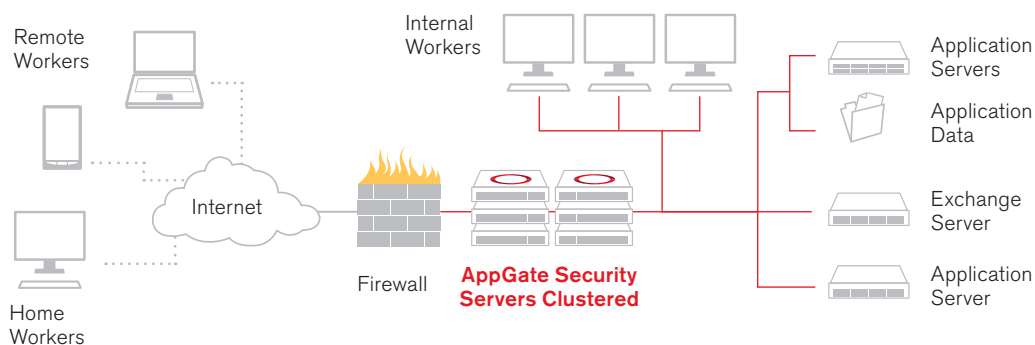 Remote
Workers
Internal
Workers
Application
Servers
Application
Data
Internet
Exchange
Server
Firewall
AppGate Security
Servers Clustered
Application
Server
Home
Workers